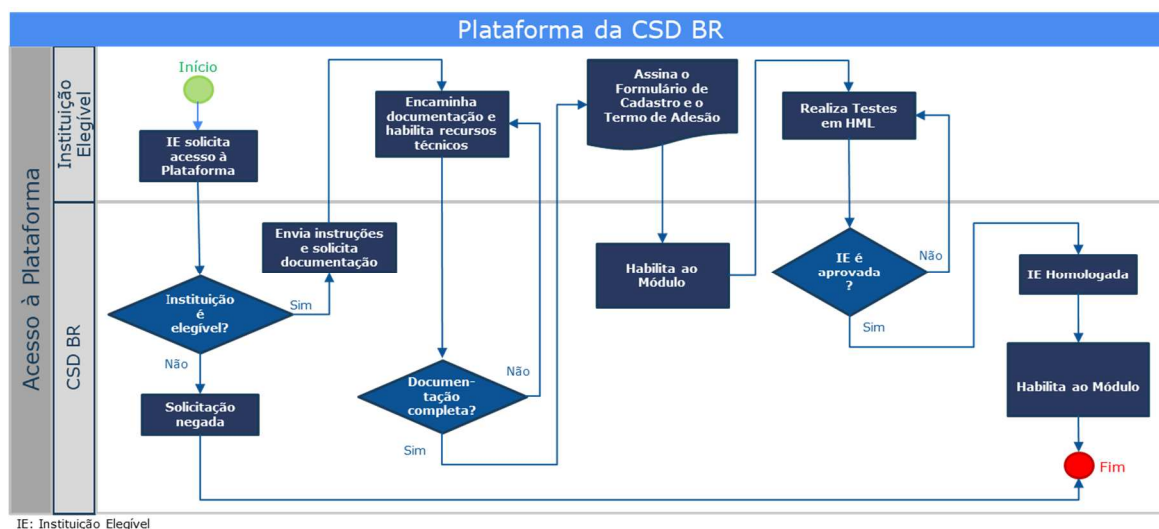 Plataforma da CSD BR
Acesso à Plataforma
Instituição
Elegível
CSD BR
Início
IE solicita
acesso à
Plataforma
Instituição
é
elegível?
Sim
Não
Solicitação
negada
Envia instruções
e solicita
documentação
Encaminha
documentação e
habilita recursos
técnicos
Documen-
tação
completa?
Não
Sim
Assina o
Formulário de
Cadastro e o
Termo de Adesão
Habilita ao
Módulo
Realiza Testes
em HML
IE é
aprovada
?
Não
Sim
IE Homologada
Habilita ao Módulo
Fim
IE: Instituição Elegível